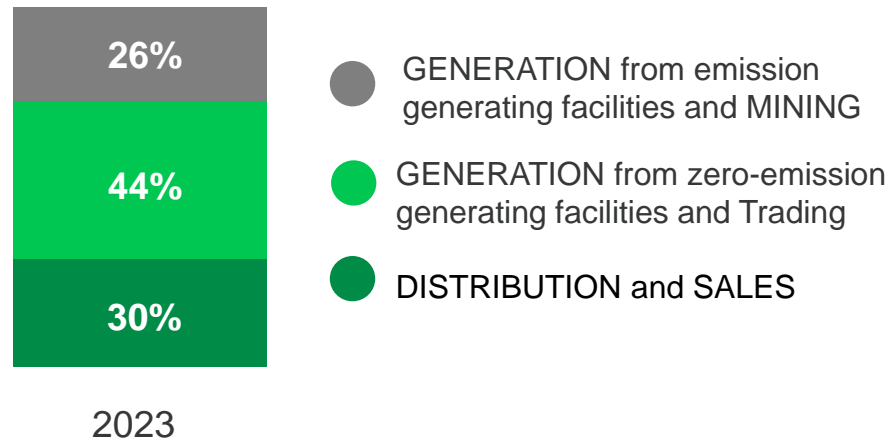 26%
44%
30%
2023
GENERATION from emission
generating facilities and MINING
GENERATION from zero-emission
generating facilities and Trading
DISTRIBUTION and SALES